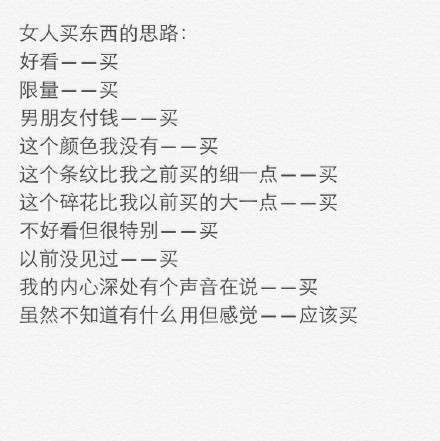 女人买东西的思路：
好看——买
限量——买
男朋友付钱——买
这个颜色我没有——买
这个条纹比我之前买的细一点——买
这个碎花比我以前买的大一点——买
不好看但很特别——买
以前没见过——买
我的内心深处有个声音在说——买
虽然不知道有什么用但感觉——应该买